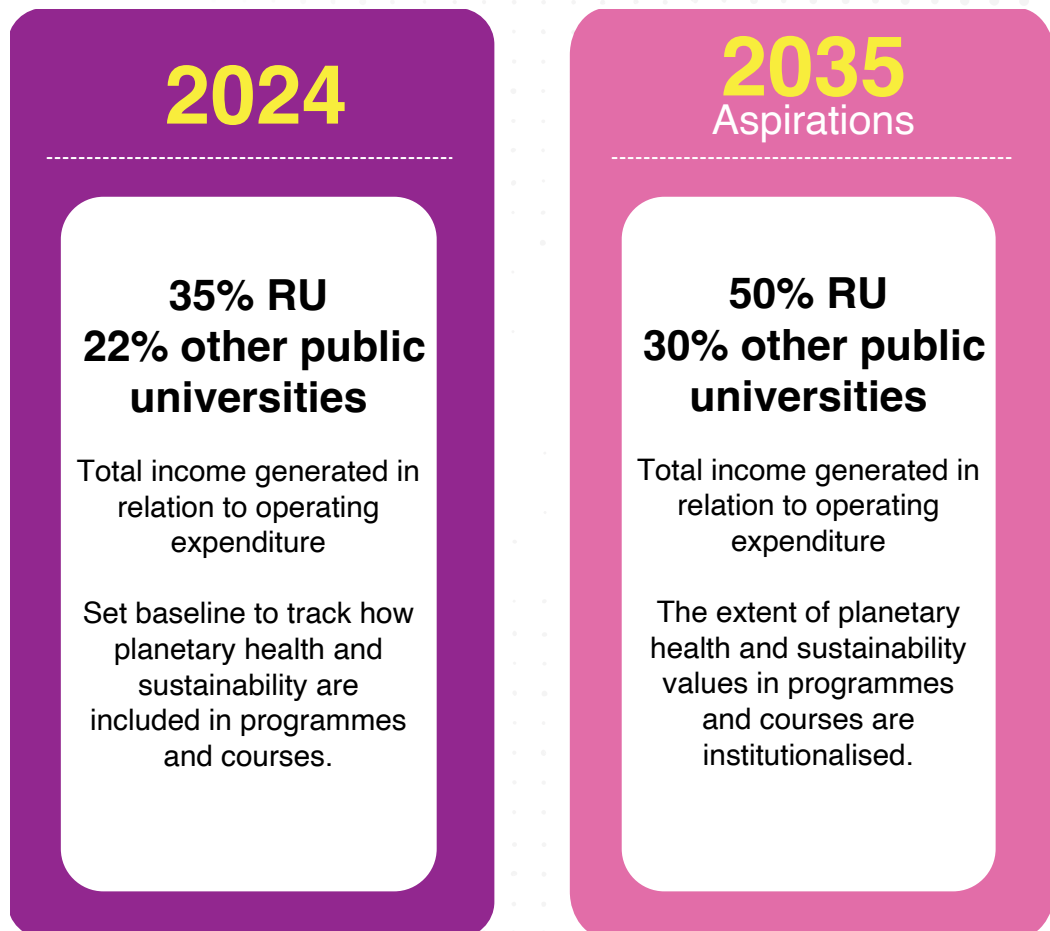 2024
35% RU
22% other public
universities
Total income generated in
relation to operating
expenditure
Set baseline to track how
planetary health and
sustainability are
included in programmes
and courses.
2035
Aspirations
50% RU
30% other public
universities
Total income generated in
relation to operating
expenditure
The extent of planetary
health and sustainability
values in programmes
and courses are
institutionalised.